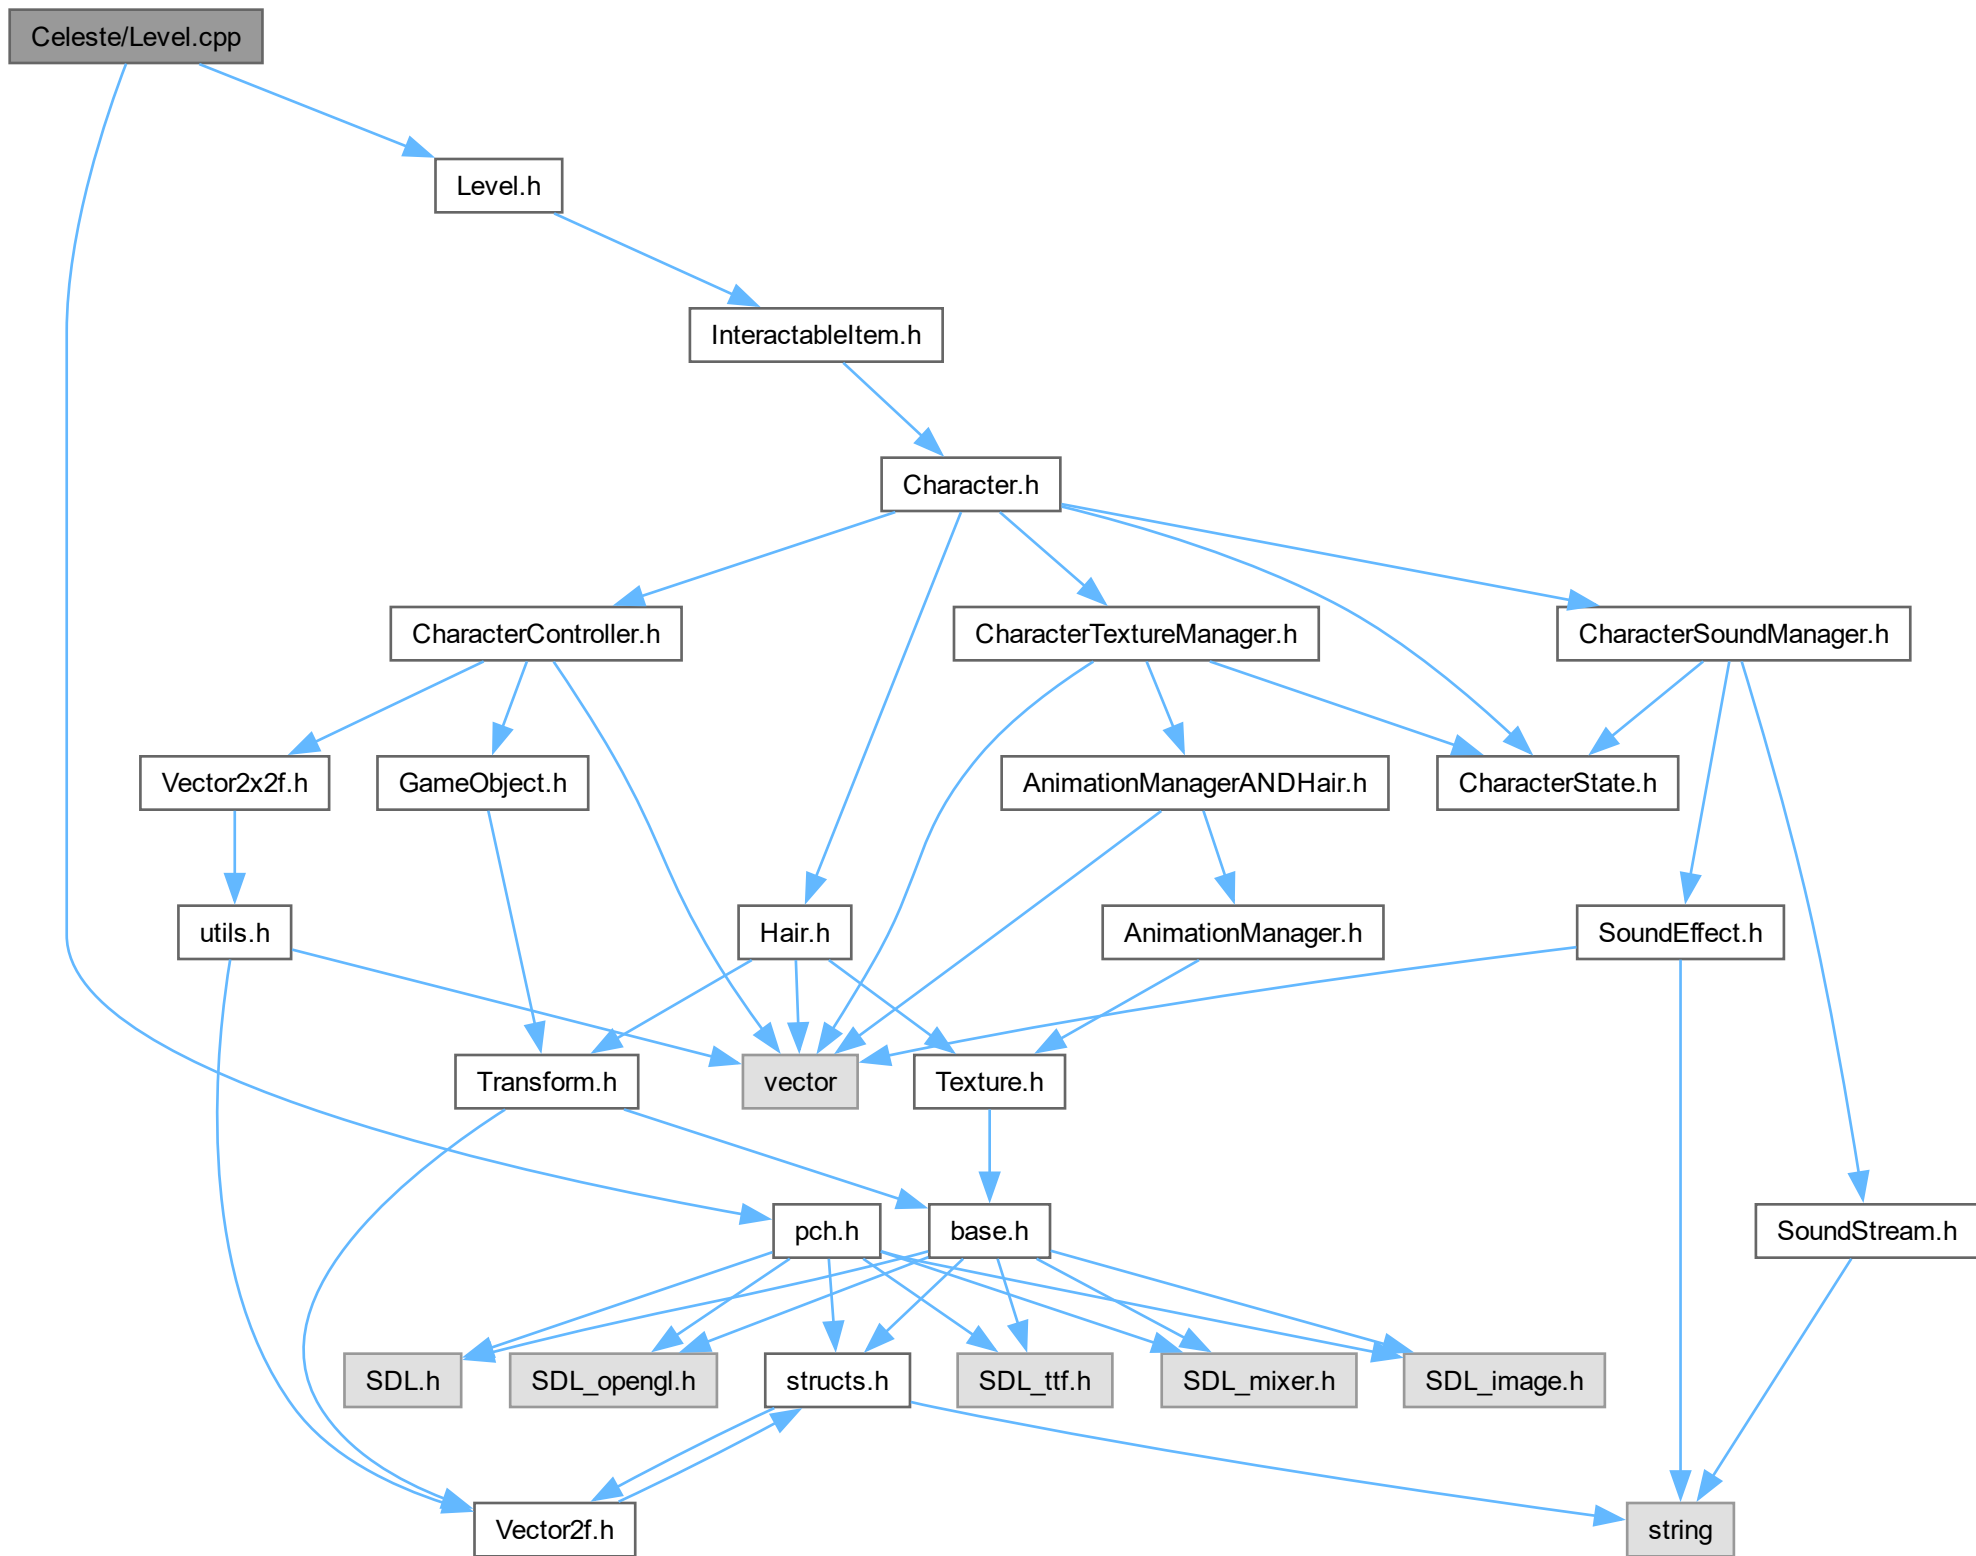 Celeste/Level.cpp
Level.h
InteractableItem.h
Character.h
CharacterController.h
CharacterTextureManager.h
CharacterSoundManager.h
Vector2x2f.h
GameObject.h
AnimationManagerANDHair.h
CharacterState.h
utils.h
Hair.h
AnimationManager.h
SoundEffect.h
Transform.h
vector
Texture.h
pch.h
base.h
SoundStream.h
SDL.h
SDL_opengl.h
structs.h
SDL_ttf.h
SDL_mixer.h
SDL_image.h
Vector2f.h
string